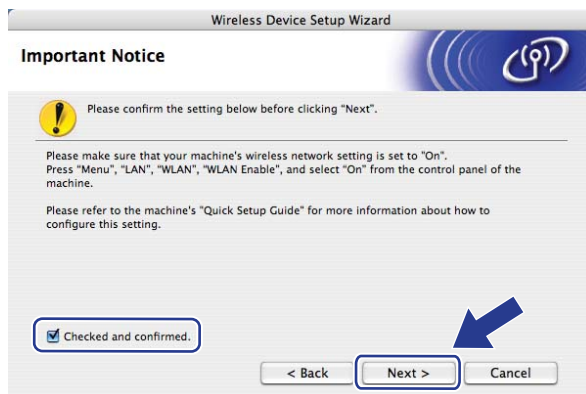 Wireless Device Setup Wizard
Important Notice
Please confirm the setting below before clicking "Next".
Please make sure that your machine's wireless network setting is set to "On".
Press "Menu", "LAN", "WLAN", "WLAN Enable", and select "On" from the control panel of the
machine.
Please refer to the machine's "Quick Setup Guide" for more information about how to
configure this setting.
Checked and confirmed.
< Back Next > Cancel